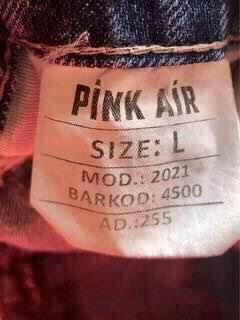 PİNK AİR
SIZE: L
MOD.: 2021
BARKOD: 4500
AD.:255